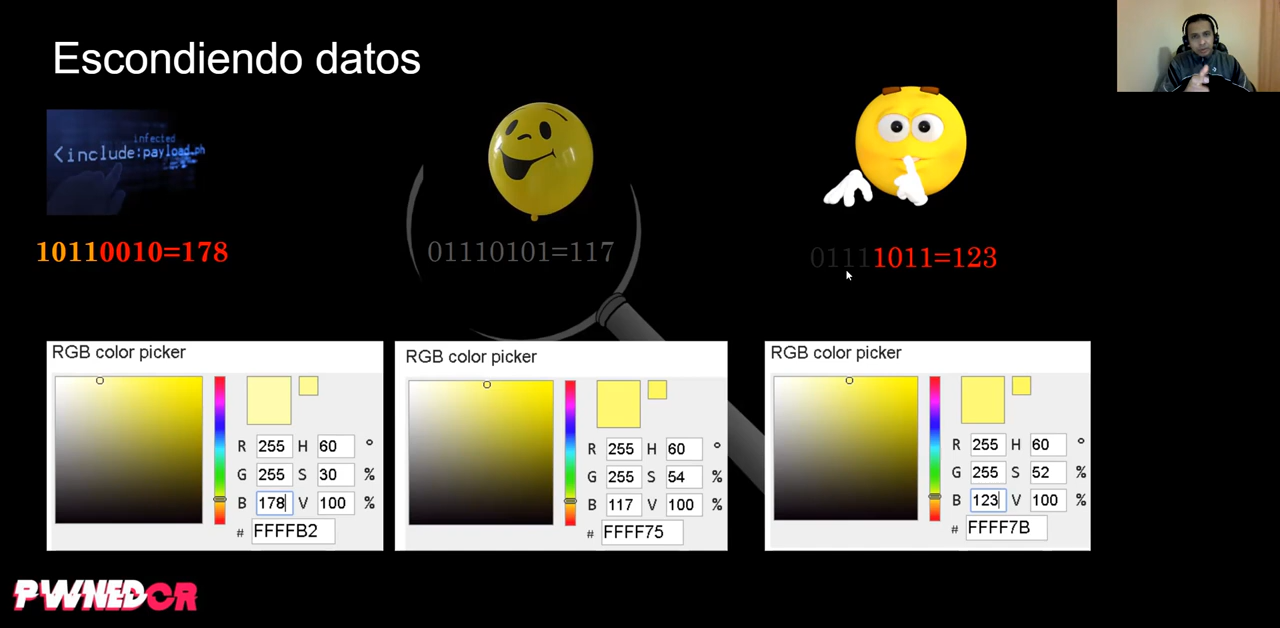 Escondiendo datos
infected
<include:payload.ph
10110010=178
01110101=117
01111011=123
RGB color picker
R 255 H 60 °
G 255 S 30 %
B 178 V 100 %
# FFFFB2
RGB color picker
R 255 H 60 °
G 255 S 54 %
B 117 V 100 %
# FFFF75
RGB color picker
R 255 H 60 °
G 255 S 52 %
B 123 V 100 %
# FFFF7B
PWNEDCR